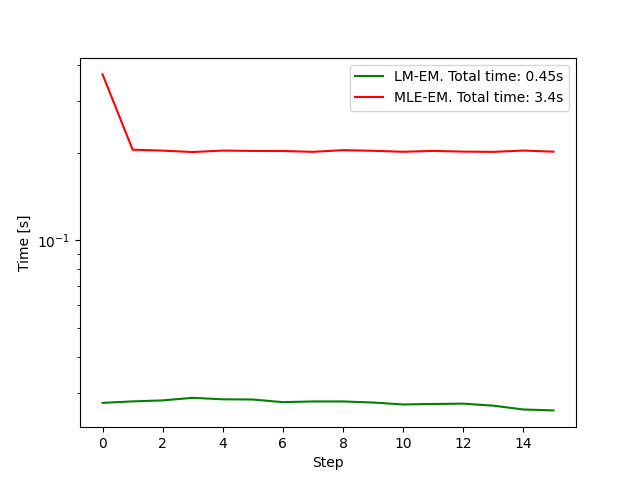 LM-EM. Total time: 0.45s
MLE-EM. Total time: 3.4s
Time [s]
10⁻¹
0 2 4 6 8 10 12 14
Step